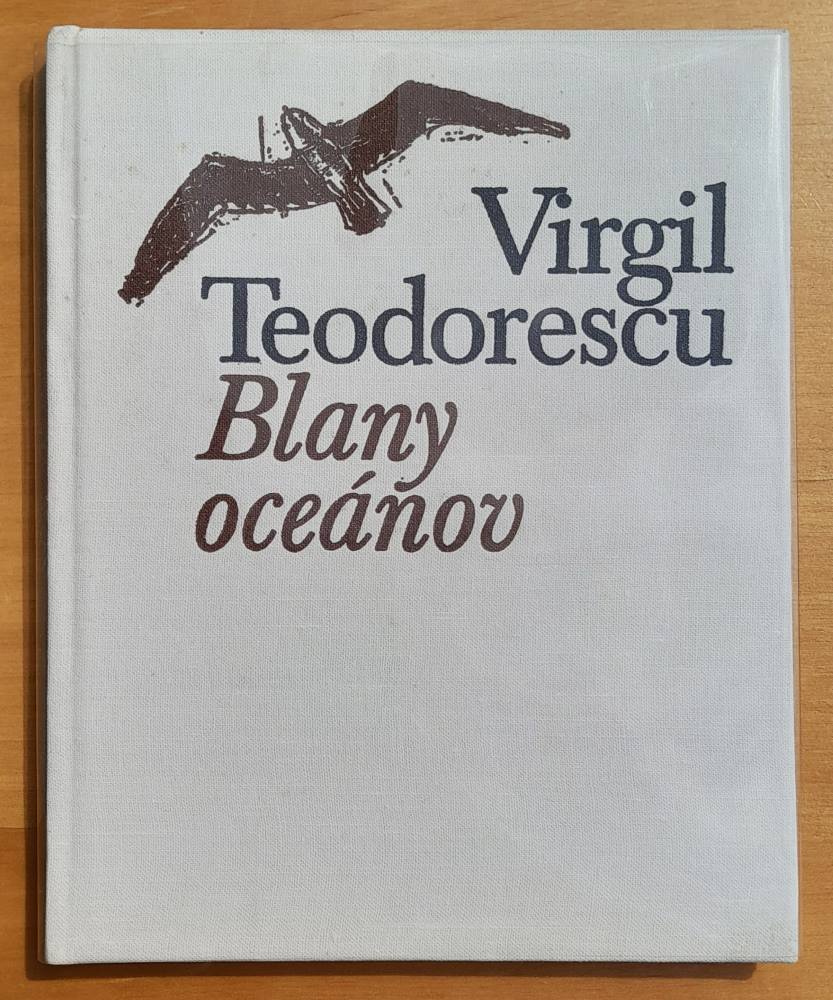 Virgil
Teodorescu
Blany
oceánov